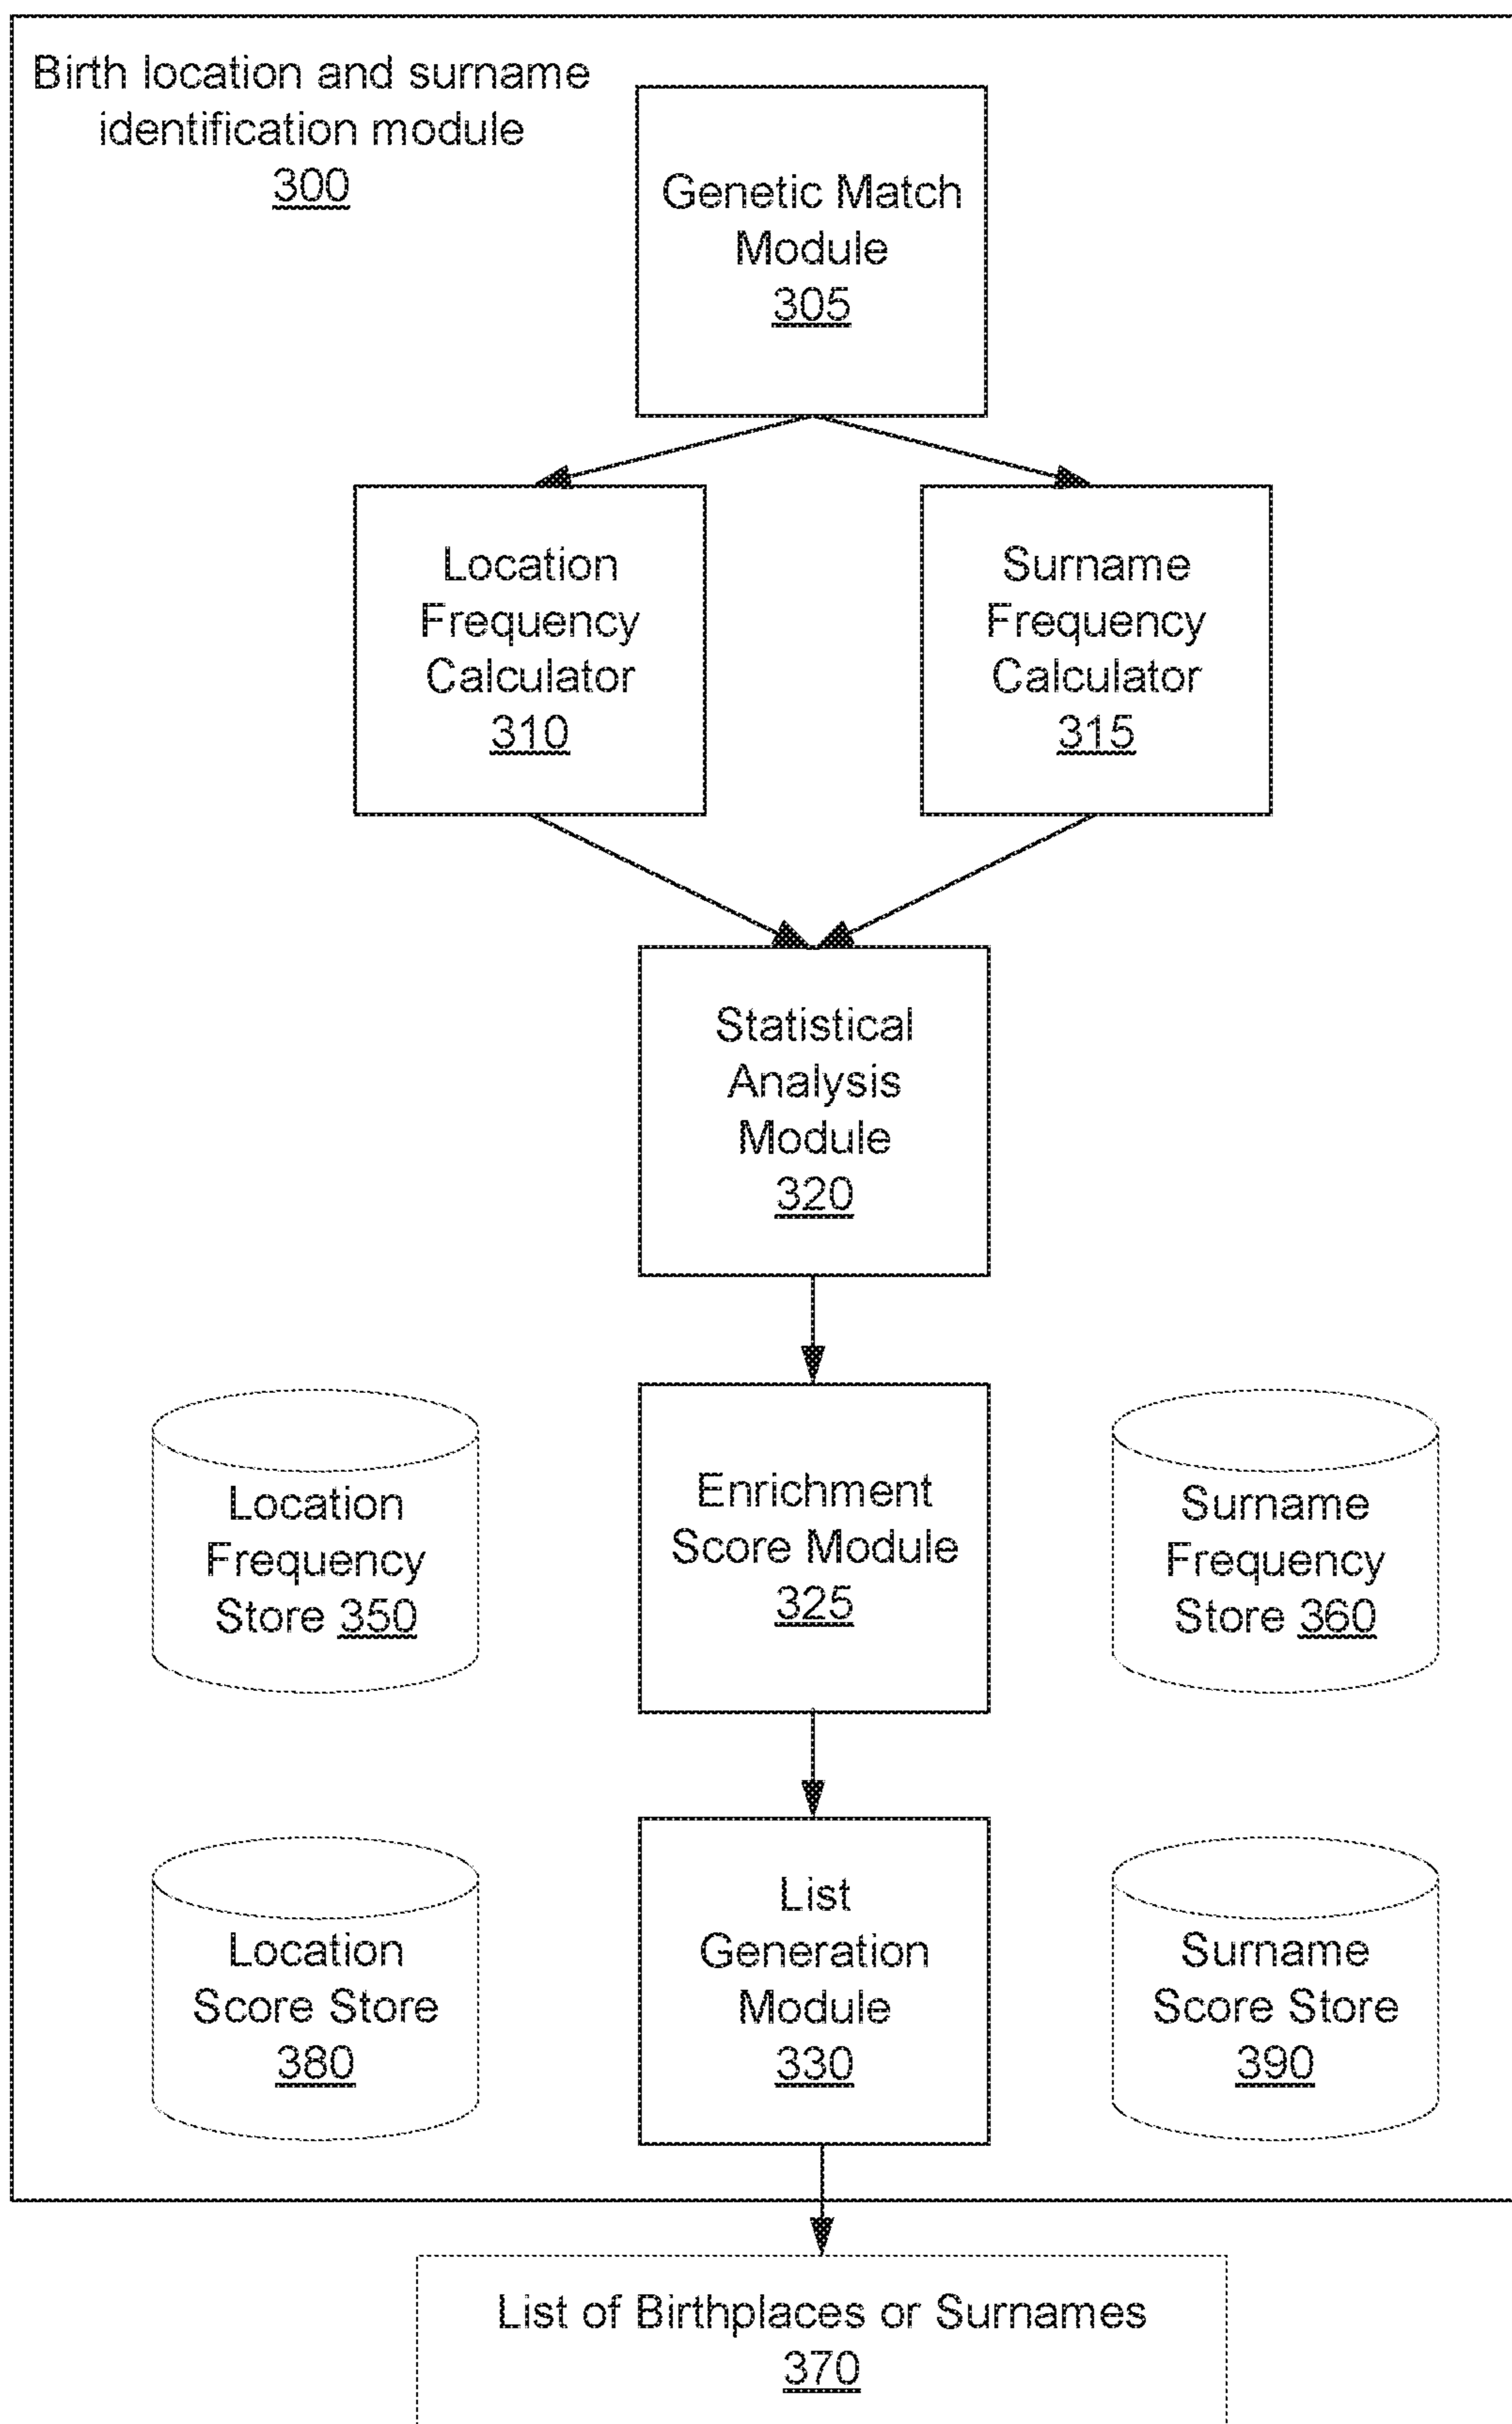 Birth location and surname
identification module
300
Genetic Match
Module
305
Location
Frequency
Calculator
310
Surname
Frequency
Calculator
315
Statistical
Analysis
Module
320
Location
Frequency
Store 350
Enrichment
Score Module
325
Surname
Frequency
Store 360
Location
Score Store
380
List
Generation
Module
330
Surname
Score Store
390
List of Birthplaces or Surnames
370